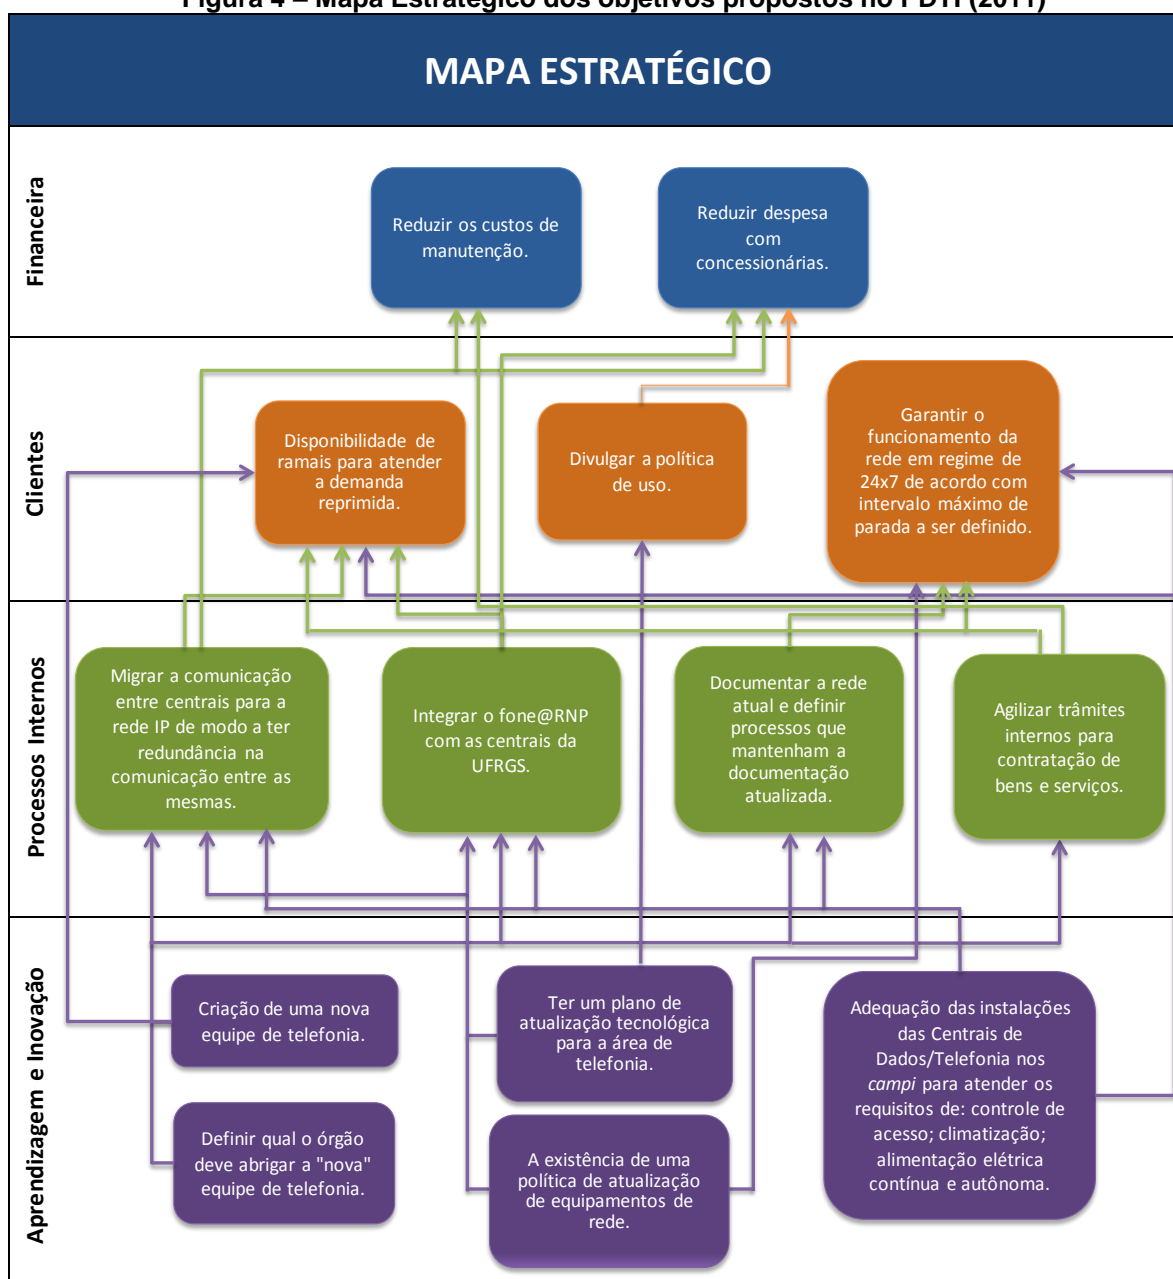 Figura 4 – Mapa Estratégico dos objetivos propostos no PDTI (2011)
MAPA ESTRATÉGICO
Financeira
Reduzir os custos de
manutenção.
Reduzir despesa
com
concessionárias.
Clientes
Disponibilidade de
ramais para atender
a demanda
reprimida.
Divulgar a política
de uso.
Garantir o
funcionamento da
rede em regime de
24x7 de acordo com
intervalo máximo de
parada a ser definido.
Processos Internos
Migrar a comunicação
entre centrais para a
rede IP de modo a ter
redundância na
comunicação entre as
mesmas.
Integrar o fone@RNP
com as centrais da
UFRGS.
Documentar a rede
atual e definir
processos que
mantenham a
documentação
atualizada.
Agilizar trâmites
internos para
contratação de
bens e serviços.
Aprendizagem e Inovação
Criação de uma nova
equipe de telefonia.
Ter um plano de
atualização tecnológica
para a área de
telefonia.
Adequação das instalações
das Centrais de
Dados/Telefonia nos
campi para atender os
requisitos de: controle de
acesso; climatização;
alimentação elétrica
contínua e autônoma.
Definir qual o órgão
deve abrigar a "nova"
equipe de telefonia.
A existência de uma
política de atualização
de equipamentos de
rede.